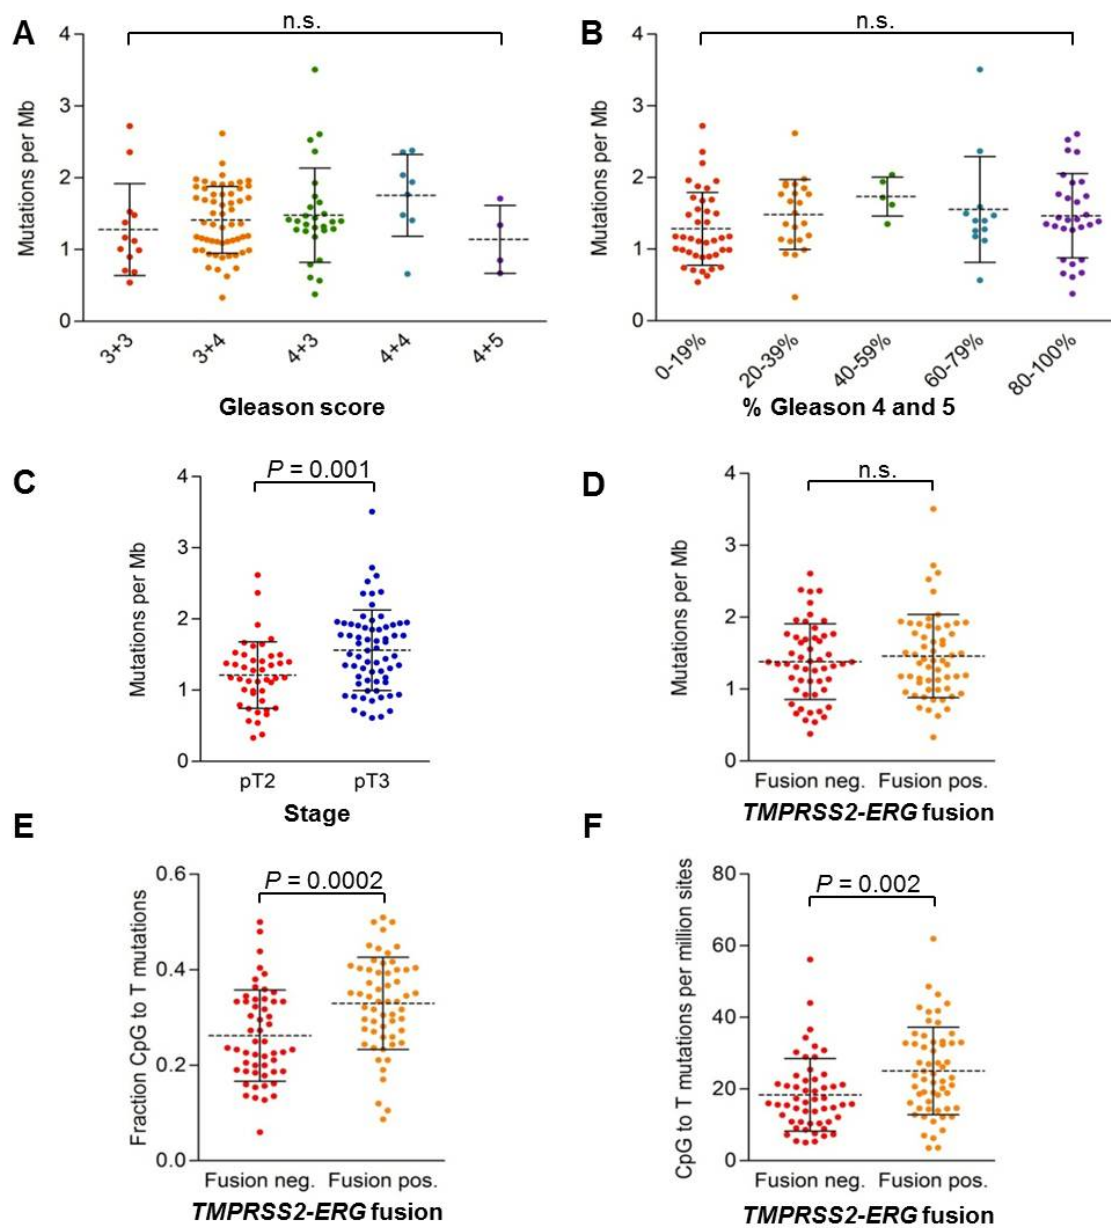 A
n.s.
Mutations per Mb
4
3
2
1
0
3+3
3+4
4+3
4+4
4+5
Gleason score
B
n.s.
Mutations per Mb
4
3
2
1
0
0-19%
20-39%
40-59%
60-79%
80-100%
% Gleason 4 and 5
C
P = 0.001
Mutations per Mb
4
3
2
1
0
pT2
pT3
Stage
D
n.s.
Mutations per Mb
4
3
2
1
0
Fusion neg.
Fusion pos.
TMPRSS2-ERG fusion
E
P = 0.0002
Fraction CpG to T mutations
0.6
0.4
0.2
0.0
Fusion neg.
Fusion pos.
TMPRSS2-ERG fusion
F
P = 0.002
CpG to T mutations per million sites
80
60
40
20
0
Fusion neg.
Fusion pos.
TMPRSS2-ERG fusion